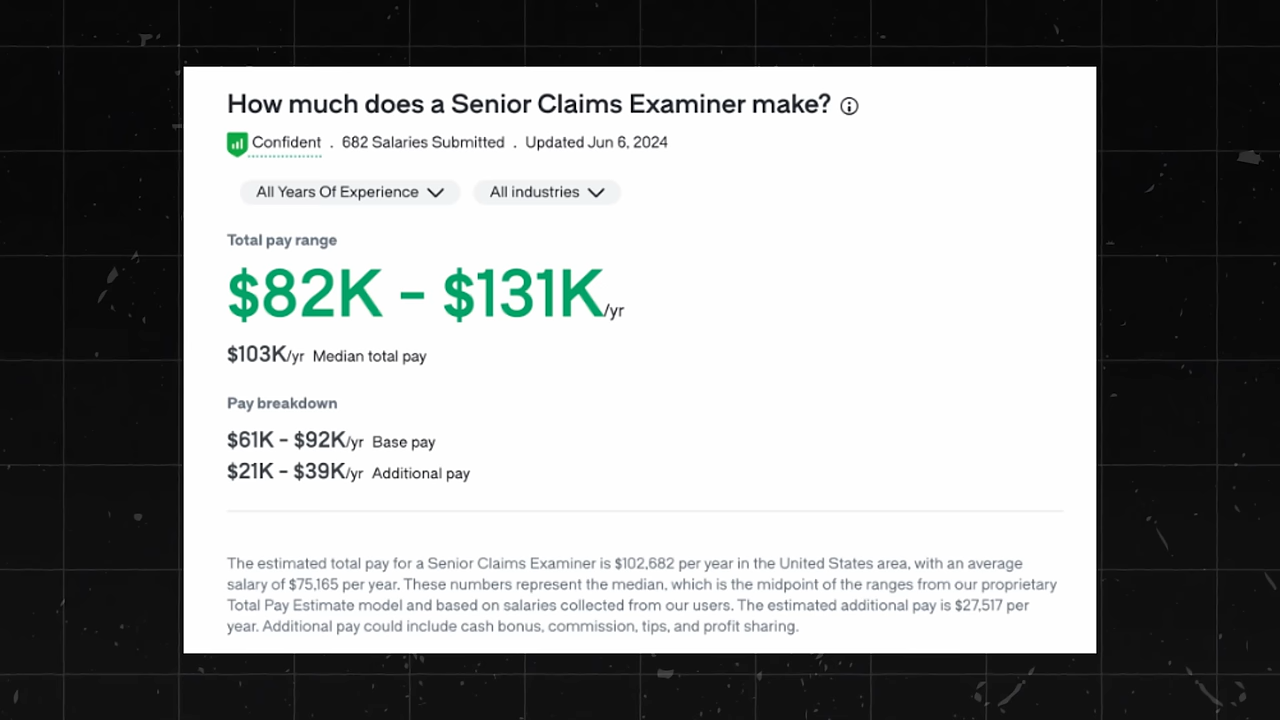 How much does a Senior Claims Examiner make?
Confident . 682 Salaries Submitted . Updated Jun 6, 2024
All Years Of Experience All industries
Total pay range
$82K - $131K/yr
$103K/yr Median total pay
Pay breakdown
$61K - $92K/yr Base pay
$21K - $39K/yr Additional pay
The estimated total pay for a Senior Claims Examiner is $102,682 per year in the United States area, with an average
salary of $75,165 per year. These numbers represent the median, which is the midpoint of the ranges from our proprietary
Total Pay Estimate model and based on salaries collected from our users. The estimated additional pay is $27,517 per
year. Additional pay could include cash bonus, commission, tips, and profit sharing.